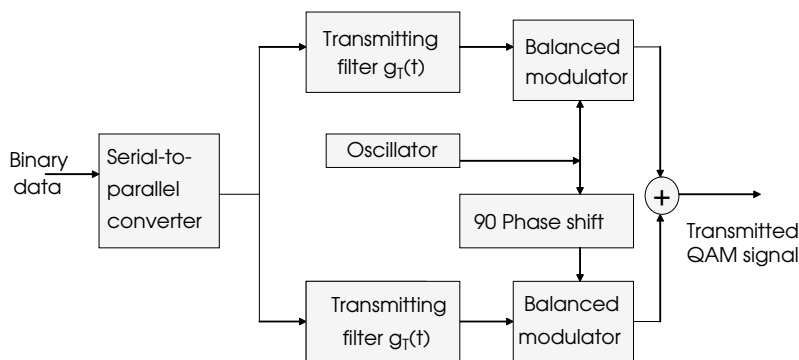 Transmitting
filter g_T(t)
Balanced
modulator
Oscillator
Binary
data
Serial-to-
parallel
converter
90 Phase shift
+
Transmitted
QAM signal
Transmitting
filter g_T(t)
Balanced
modulator